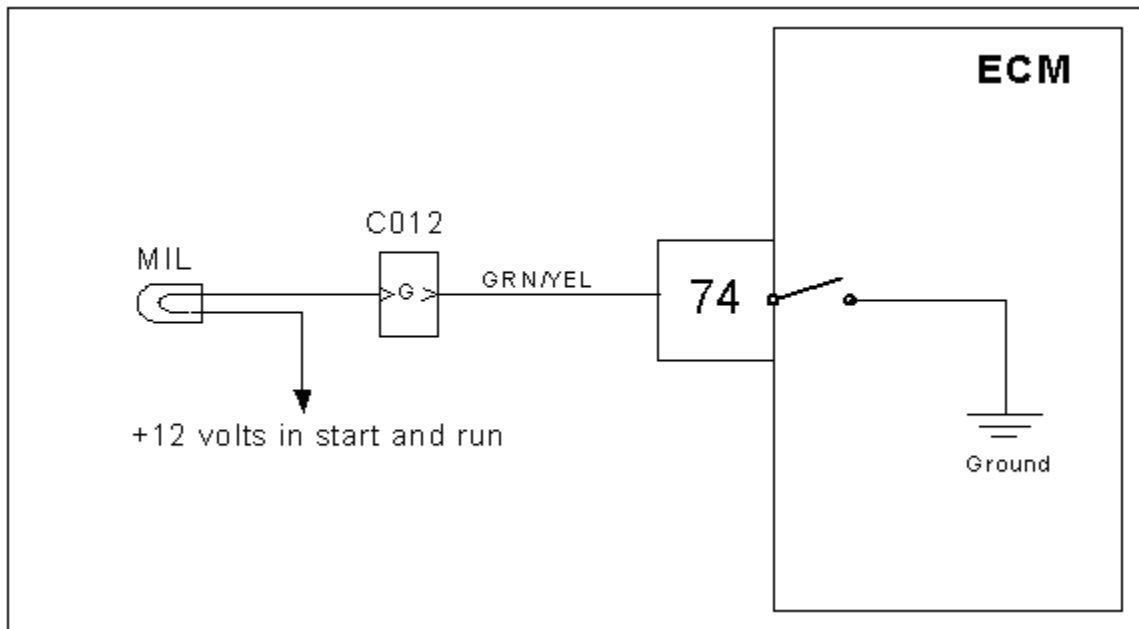 ECM
C012
MIL
G
GRN/YEL
74
+12 volts in start and run
Ground